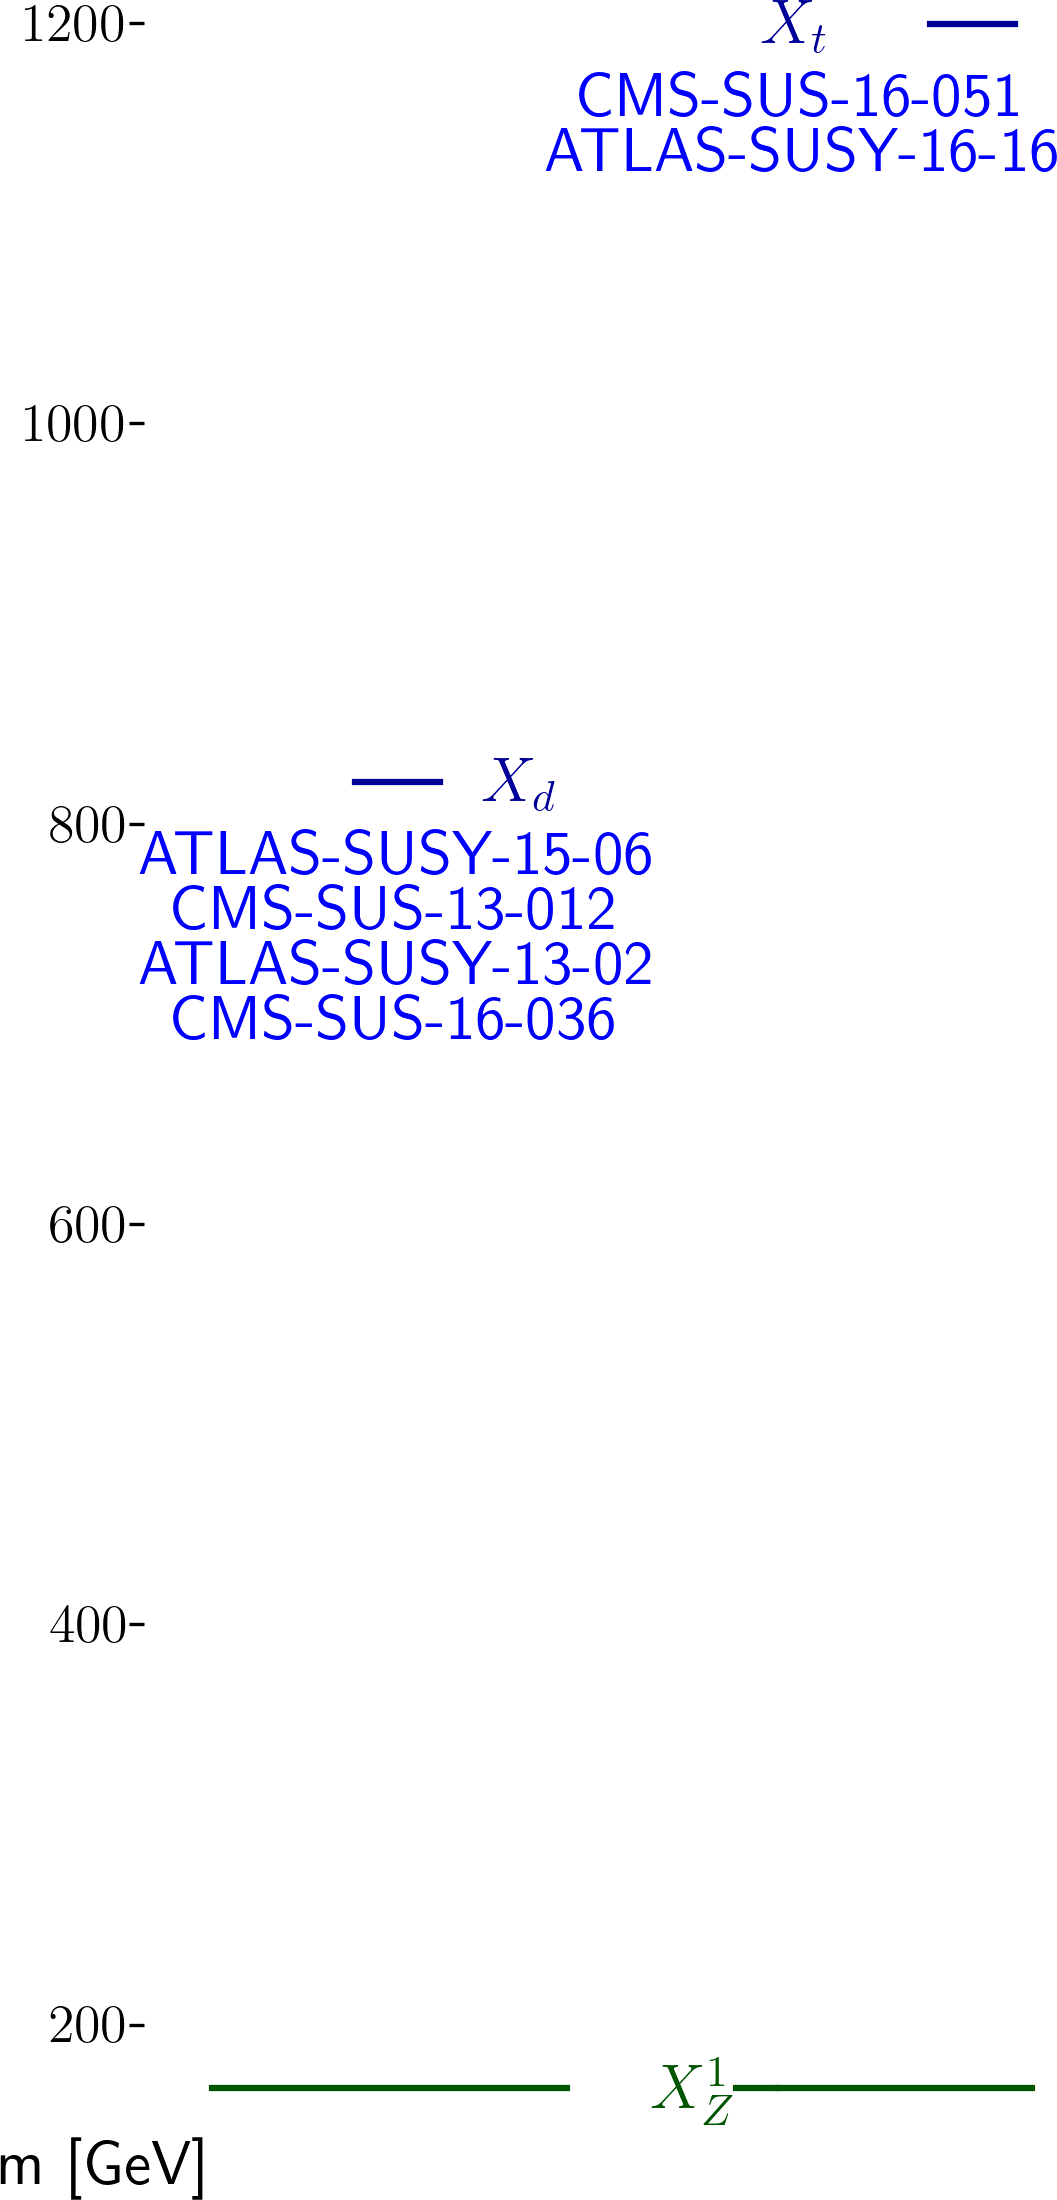 1200-
X_t
CMS-SUS-16-051
ATLAS-SUSY-16-16
1000-
X_d
800-
ATLAS-SUSY-15-06
CMS-SUS-13-012
ATLAS-SUSY-13-02
CMS-SUS-16-036
600-
400-
200-
X_Z^1
m [GeV]